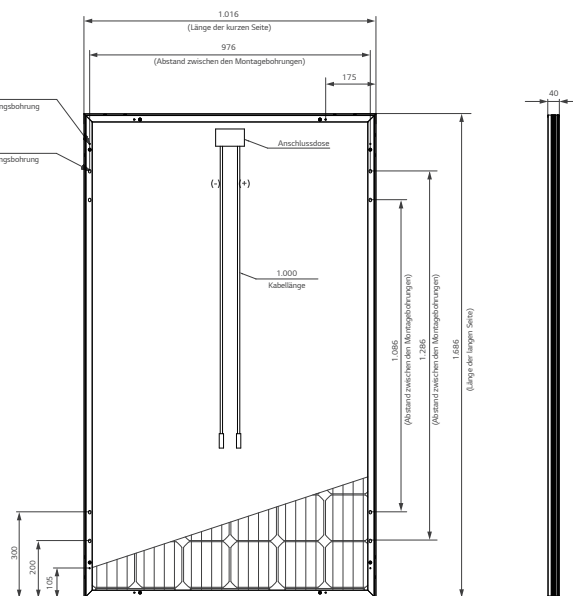 1.016
(Länge der kurzen Seite)
976
(Abstand zwischen den Montagebohrungen)
175
40
ngsbohrung
Anschlussdose
ngsbohrung
(-)
(+)
1.000
Kabellänge
1.086
(Abstand zwischen den Montagebohrungen)
1.286
(Abstand zwischen den Montagebohrungen)
1.686
(Länge der langen Seite)
300
200
105